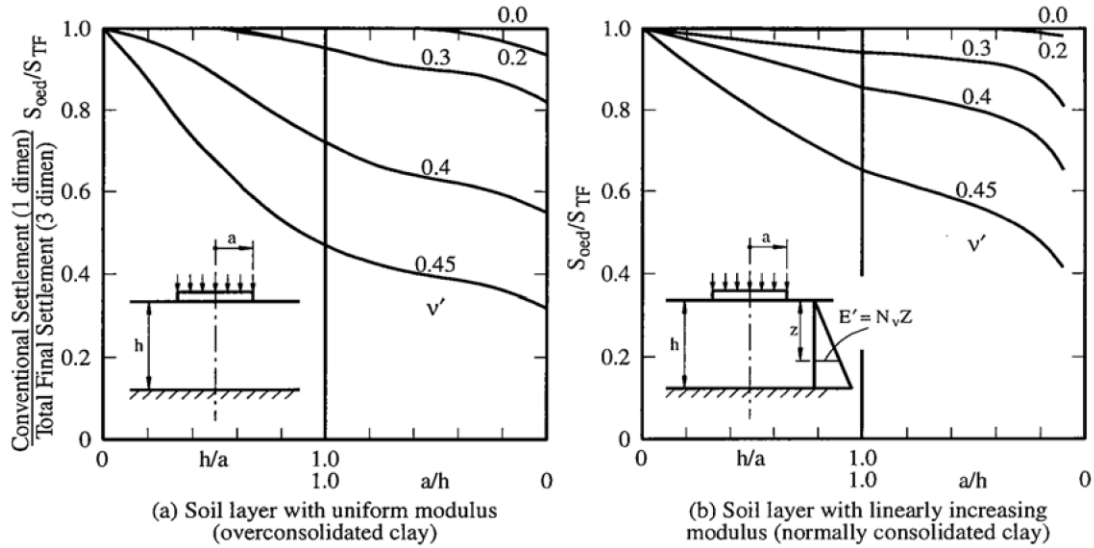 0.0
1.0
0.2
0.3
0.8
0.4
0.6
0.45
0.4
a
ν′
0.2
h
0
0
h/a
1.0
1.0
a/h
0
Conventional Settlement (1 dimen)
Total Final Settlement (3 dimen)
S_oed/S_TF
(a) Soil layer with uniform modulus
(overconsolidated clay)
0.0
1.0
0.2
0.3
0.8
0.4
0.6
0.45
ν′
0.4
a
E′ = N_vZ
z
0.2
h
0
0
h/a
1.0
1.0
a/h
0
S_oed/S_TF
(b) Soil layer with linearly increasing
modulus (normally consolidated clay)